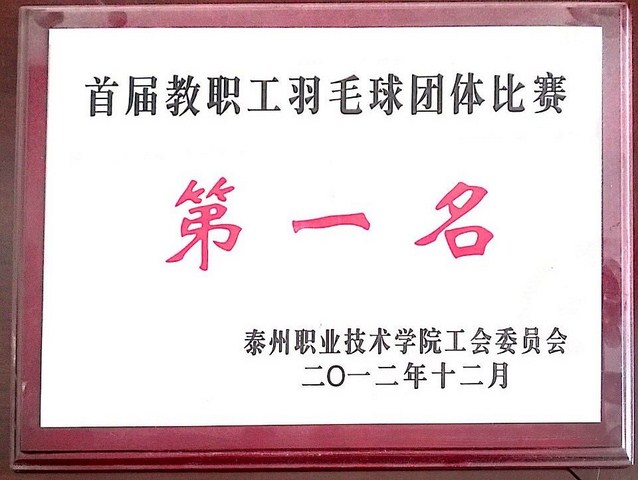 首届教职工羽毛球团体比赛
第一名
泰州职业技术学院工会委员会
二〇一二年十二月